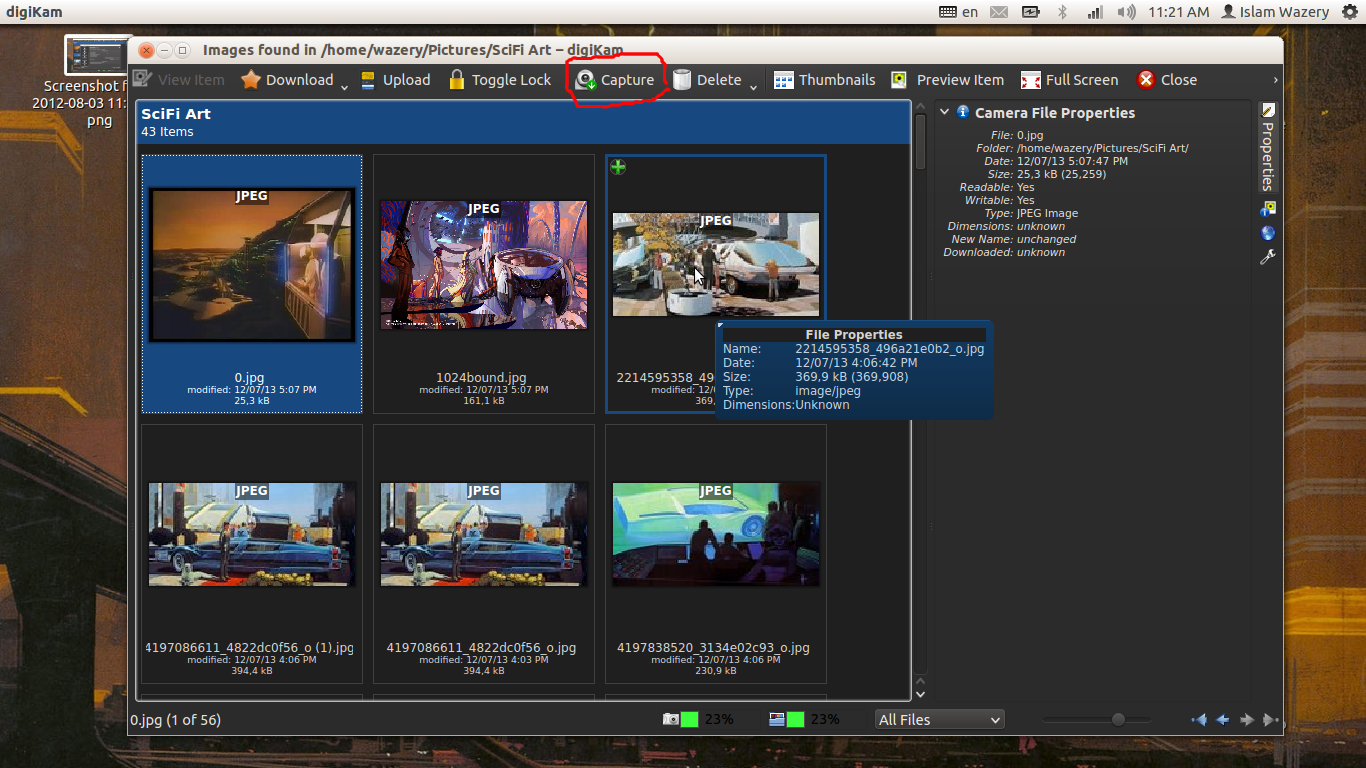 digiKam
en
11:21 AM
Islam Wazery
Screenshot f
2012-08-03 11:
png
Images found in /home/wazery/Pictures/SciFi Art – digiKam
View Item
Download
Upload
Toggle Lock
Capture
Delete
Thumbnails
Preview Item
Full Screen
Close
SciFi Art
43 Items
JPEG
0.jpg
modified: 12/07/13 5:07 PM
25,3 kB
JPEG
1024bound.jpg
modified: 12/07/13 5:07 PM
161,1 kB
JPEG
2214595358_49
modified: 12/
369,
File Properties
Name: 2214595358_496a21e0b2_o.jpg
Date: 12/07/13 4:06:42 PM
Size: 369,9 kB (369,908)
Type: image/jpeg
Dimensions:Unknown
JPEG
4197086611_4822dc0f56_o (1).jpg
modified: 12/07/13 4:06 PM
394,4 kB
JPEG
4197086611_4822dc0f56_o.jpg
modified: 12/07/13 4:03 PM
394,4 kB
JPEG
4197838520_3134e02c93_o.jpg
modified: 12/07/13 4:06 PM
230,9 kB
Camera File Properties
File: 0.jpg
Folder: /home/wazery/Pictures/SciFi Art/
Date: 12/07/13 5:07:47 PM
Size: 25,3 kB (25,259)
Readable: Yes
Writable: Yes
Type: JPEG Image
Dimensions: unknown
New Name: unchanged
Downloaded: unknown
Properties
0.jpg (1 of 56)
23%
23%
All Files